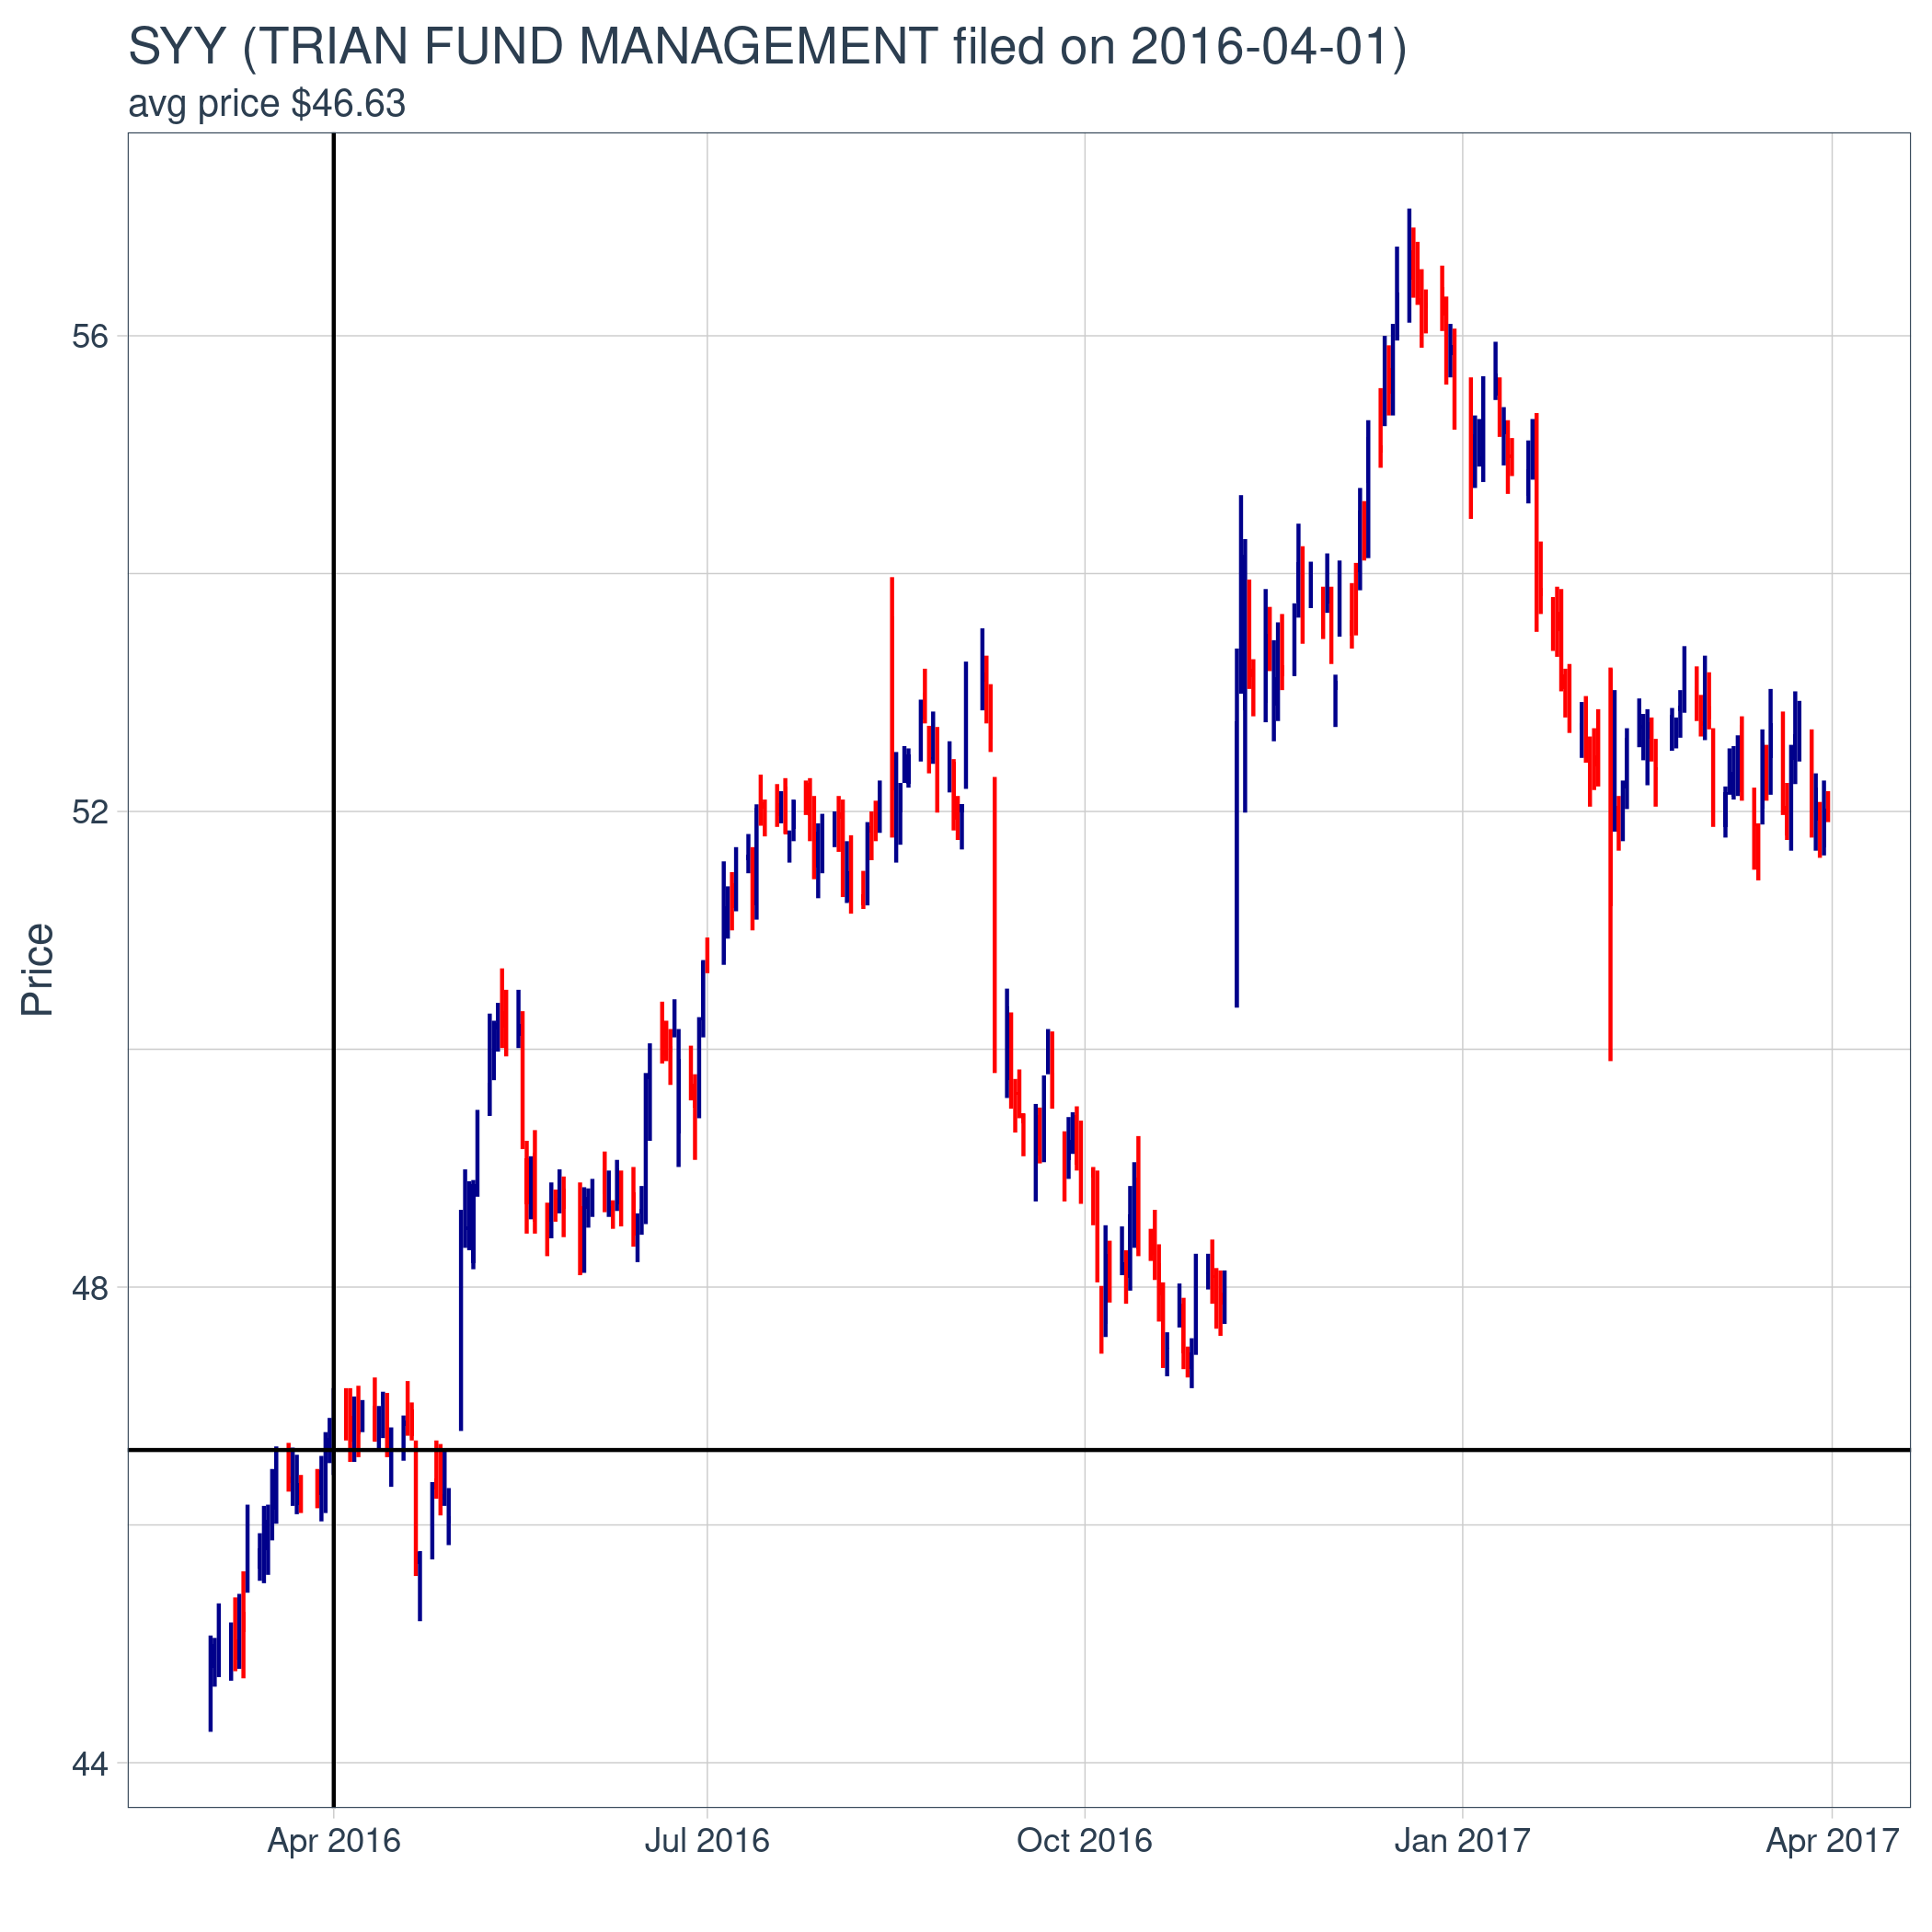 SYY (TRIAN FUND MANAGEMENT filed on 2016-04-01)
avg price $46.63
56
52
48
44
Price
Apr 2016 Jul 2016 Oct 2016 Jan 2017 Apr 2017